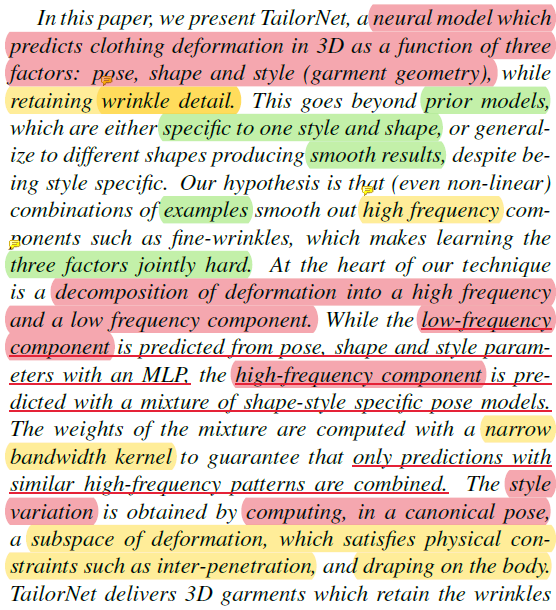 In this paper, we present TailorNet, a neural model which
predicts clothing deformation in 3D as a function of three
factors: pose, shape and style (garment geometry), while
retaining wrinkle detail. This goes beyond prior models,
which are either specific to one style and shape, or general-
ize to different shapes producing smooth results, despite be-
ing style specific. Our hypothesis is that (even non-linear)
combinations of examples smooth out high frequency com-
ponents such as fine-wrinkles, which makes learning the
three factors jointly hard. At the heart of our technique
is a decomposition of deformation into a high frequency
and a low frequency component. While the low-frequency
component is predicted from pose, shape and style param-
eters with an MLP, the high-frequency component is pre-
dicted with a mixture of shape-style specific pose models.
The weights of the mixture are computed with a narrow
bandwidth kernel to guarantee that only predictions with
similar high-frequency patterns are combined. The style
variation is obtained by computing, in a canonical pose,
a subspace of deformation, which satisfies physical con-
straints such as inter-penetration, and draping on the body.
TailorNet delivers 3D garments which retain the wrinkles